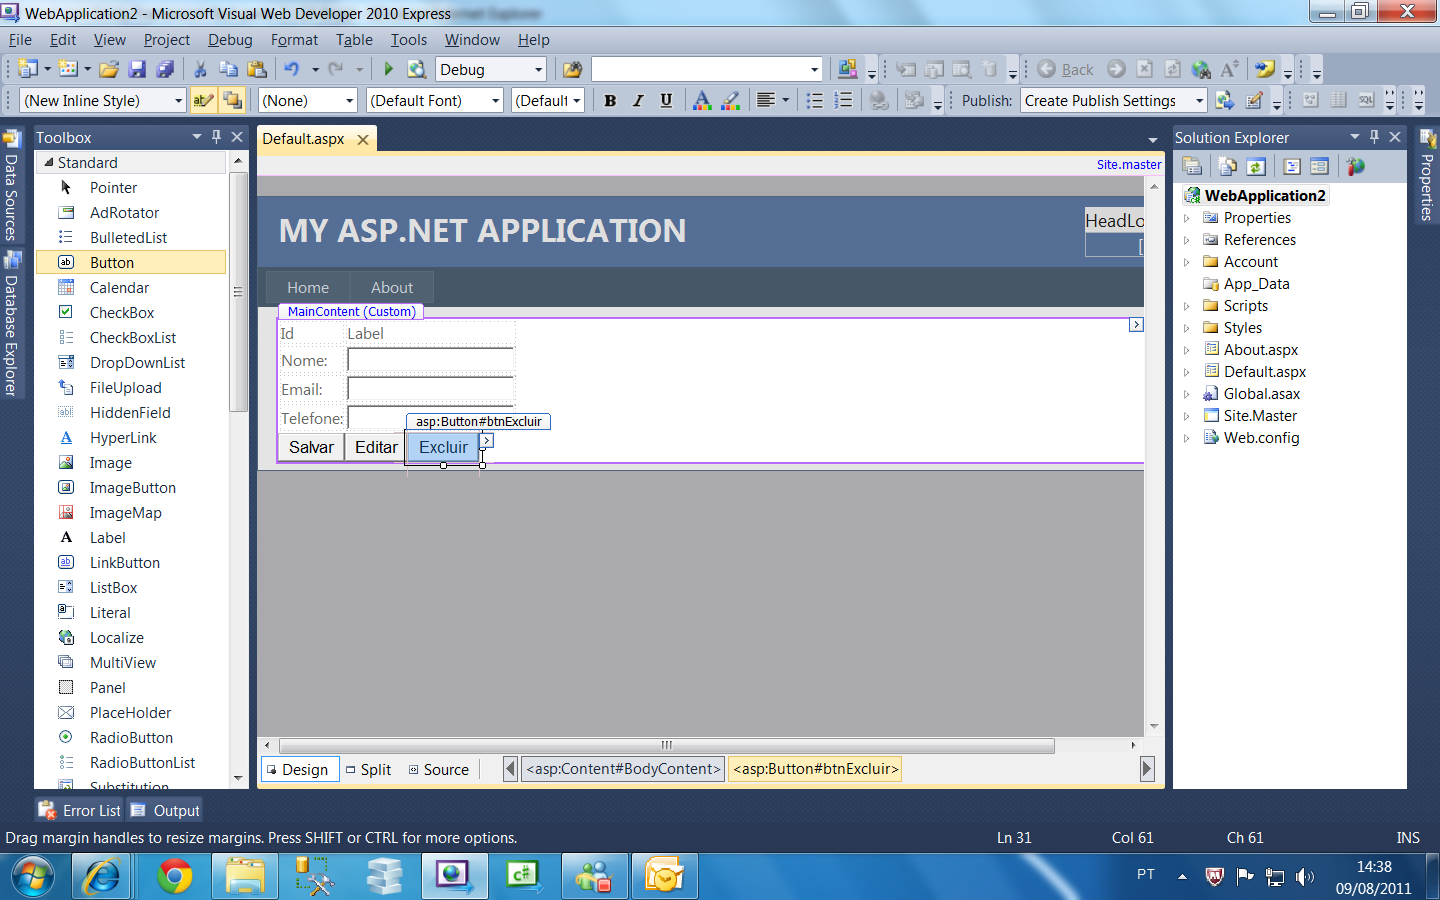 WebApplication2 - Microsoft Visual Web Developer 2010 Express
File Edit View Project Debug Format Table Tools Window Help
Debug
Back
(New Inline Style) (None) (Default Font) (Default B I U A Publish: Create Publish Settings
Toolbox
Standard
Pointer
AdRotator
BulletedList
Button
Calendar
CheckBox
CheckBoxList
DropDownList
FileUpload
HiddenField
HyperLink
Image
ImageButton
ImageMap
Label
LinkButton
ListBox
Literal
Localize
MultiView
Panel
PlaceHolder
RadioButton
RadioButtonList
Substitution
Data Sources
Database Explorer
Default.aspx
Site.master
MY ASP.NET APPLICATION
HeadLo
[
Home About
MainContent (Custom)
Id Label
Nome:
Email:
Telefone:
asp:Button#btnExcluir
Salvar Editar Excluir
Design Split Source <asp:Content#BodyContent> <asp:Button#btnExcluir>
Solution Explorer
WebApplication2
Properties
References
Account
App_Data
Scripts
Styles
About.aspx
Default.aspx
Global.asax
Site.Master
Web.config
Properties
Error List Output
Drag margin handles to resize margins. Press SHIFT or CTRL for more options. Ln 31 Col 61 Ch 61 INS
PT
14:38
09/08/2011